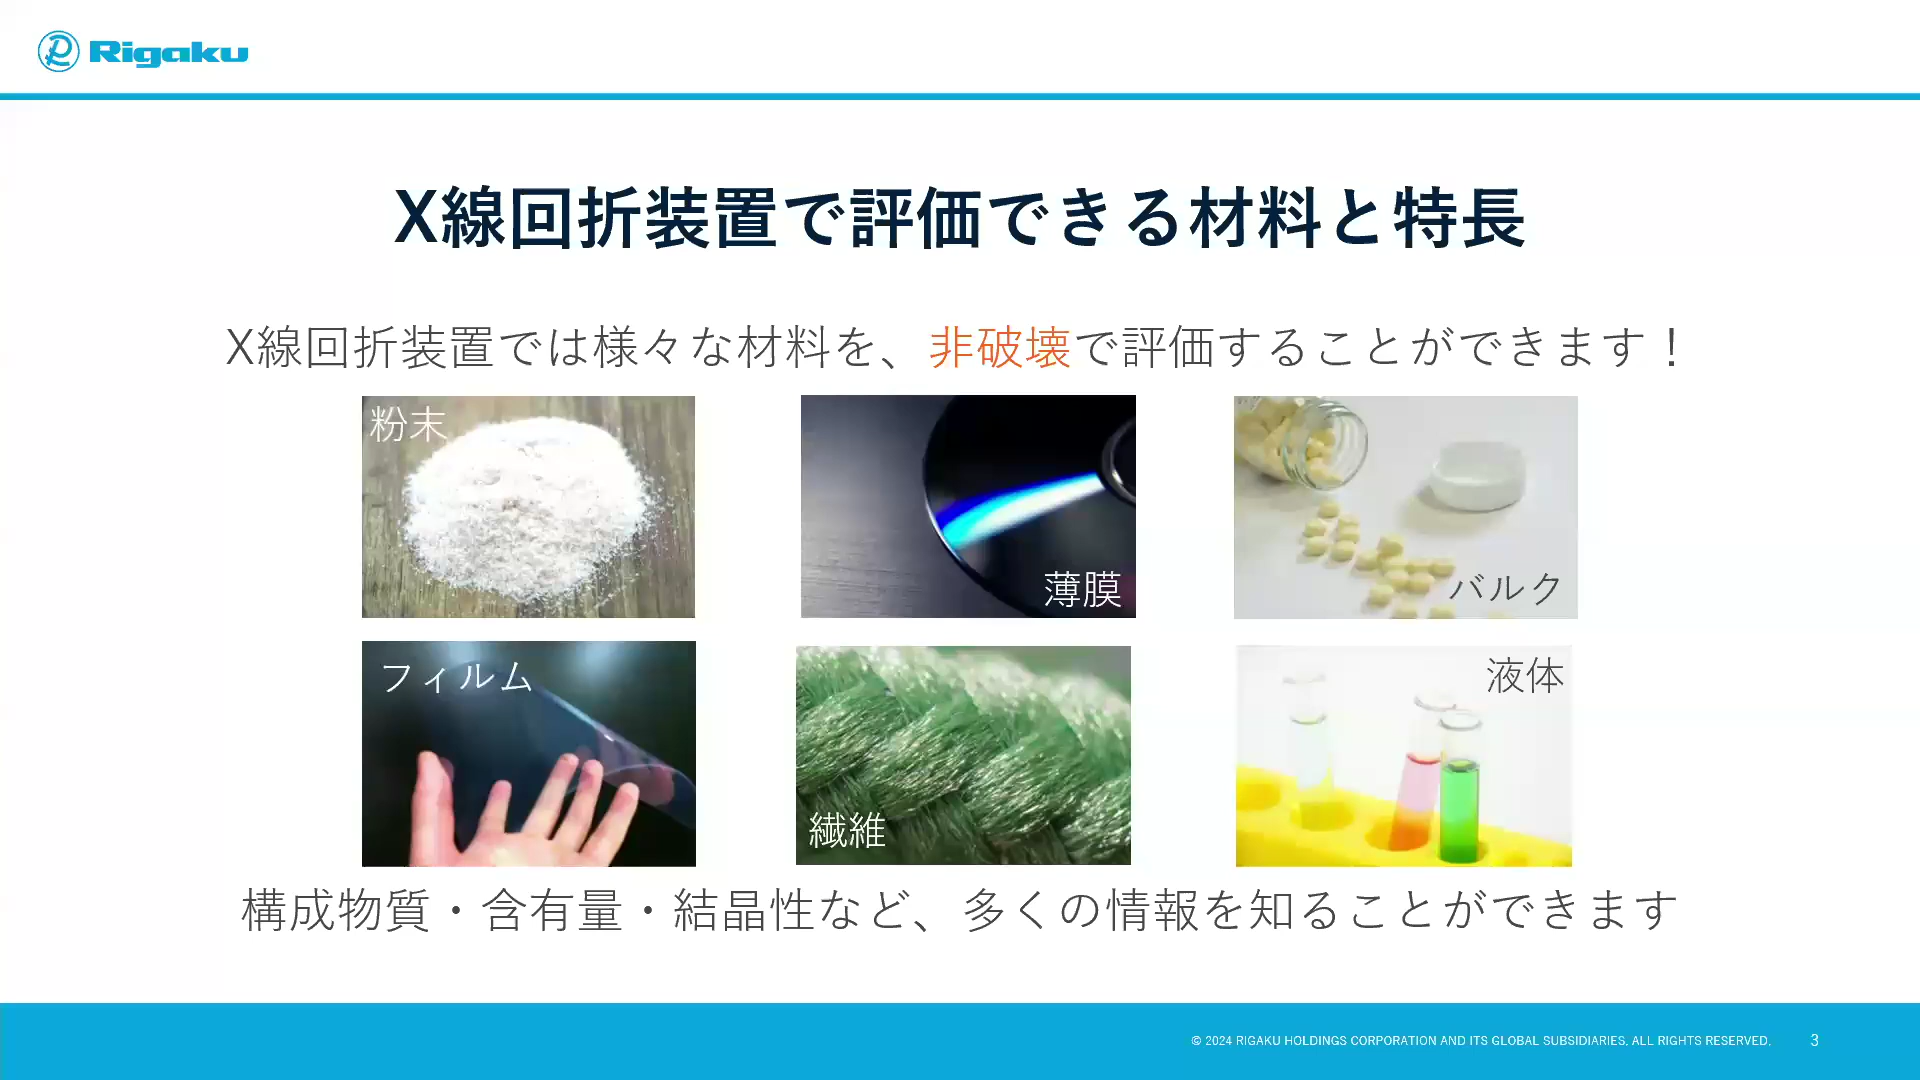 Rigaku
X線回折装置で評価できる材料と特長
X線回折装置では様々な材料を、非破壊で評価することができます！
粉末
薄膜
バルク
フィルム
繊維
液体
構成物質・含有量・結晶性など、多くの情報を知ることができます
© 2024 RIGAKU HOLDINGS CORPORATION AND ITS GLOBAL SUBSIDIARIES. ALL RIGHTS RESERVED. 3